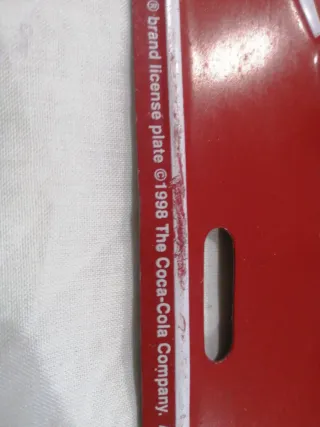 ® brand license plate ©1998 The Coca-Cola Company.